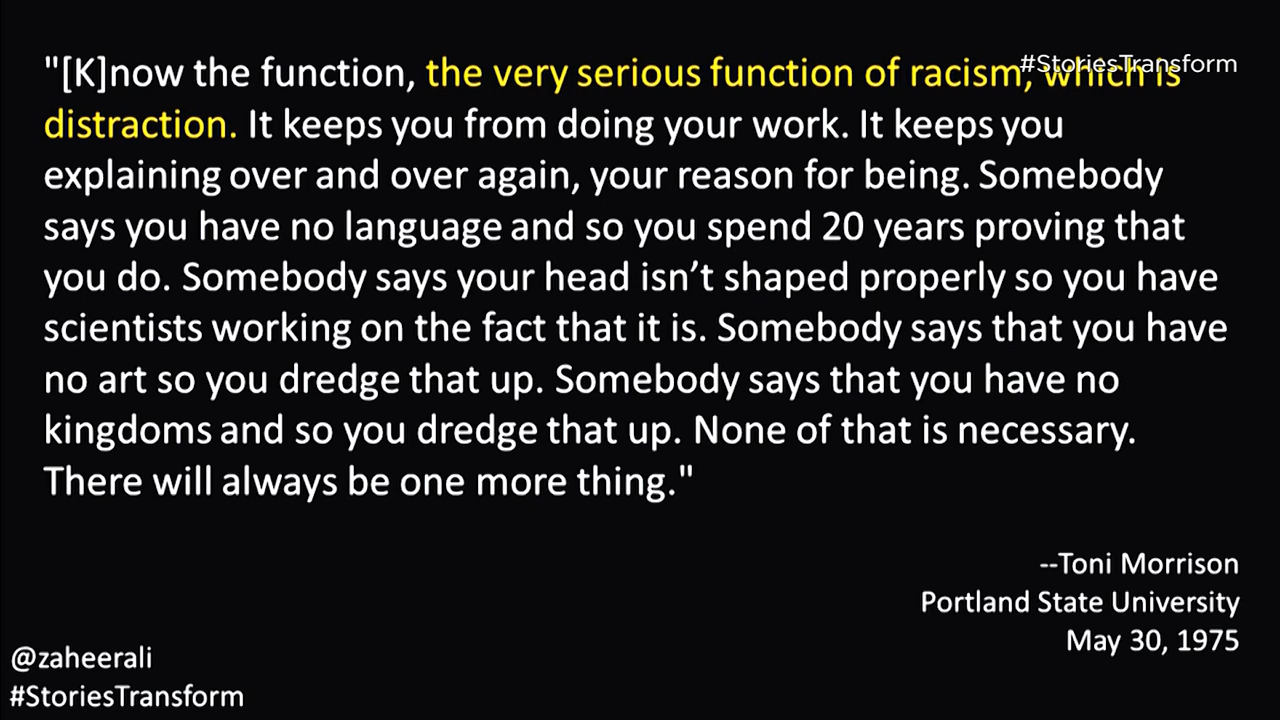 "[K]now the function, the very serious function of racism, which is
#StoriesTransform
distraction. It keeps you from doing your work. It keeps you
explaining over and over again, your reason for being. Somebody
says you have no language and so you spend 20 years proving that
you do. Somebody says your head isn’t shaped properly so you have
scientists working on the fact that it is. Somebody says that you have
no art so you dredge that up. Somebody says that you have no
kingdoms and so you dredge that up. None of that is necessary.
There will always be one more thing."
--Toni Morrison
Portland State University
May 30, 1975
@zaheerali
#StoriesTransform